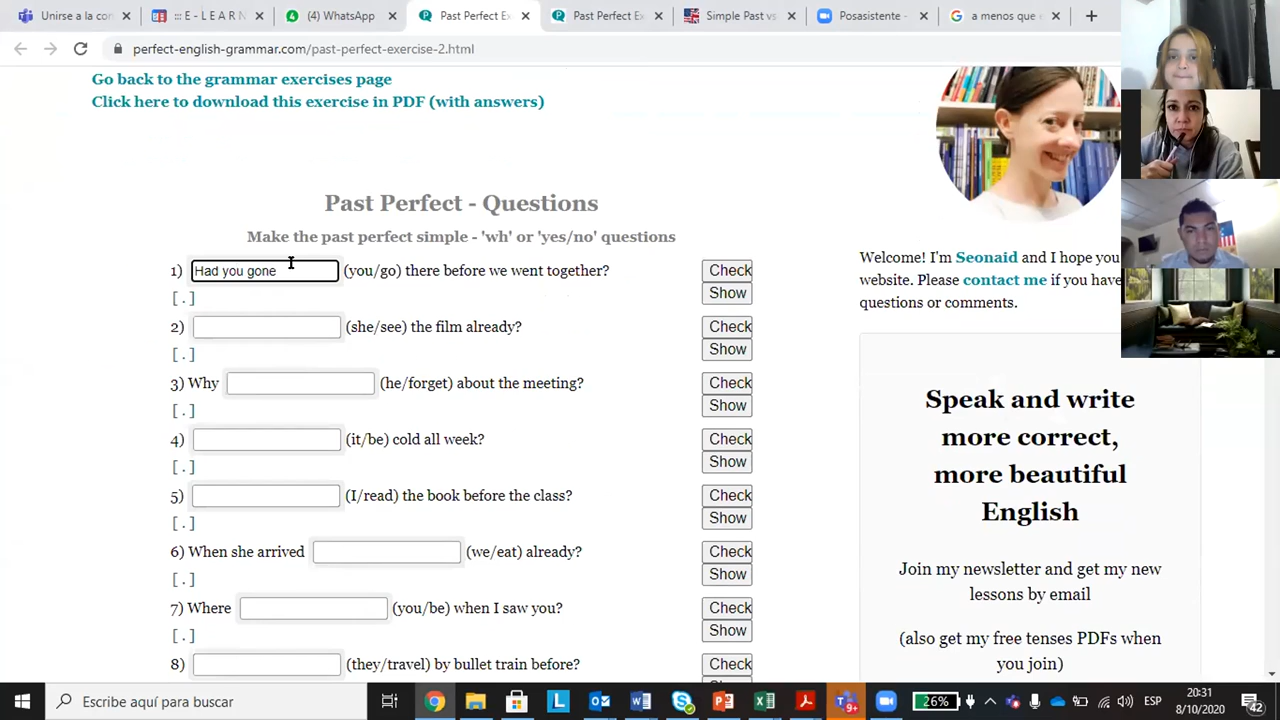 Unirse a la con
::: E - L E A R N
(4) WhatsApp
Past Perfect Ex
Past Perfect Ex
Simple Past vs
Posasistente -
a menos que e
perfect-english-grammar.com/past-perfect-exercise-2.html
Go back to the grammar exercises page
Click here to download this exercise in PDF (with answers)
Past Perfect - Questions
Make the past perfect simple - 'wh' or 'yes/no' questions
1) Had you gone (you/go) there before we went together? Check
[ . ] Show
2) (she/see) the film already? Check
[ . ] Show
3) Why (he/forget) about the meeting? Check
[ . ] Show
4) (it/be) cold all week? Check
[ . ] Show
5) (I/read) the book before the class? Check
[ . ] Show
6) When she arrived (we/eat) already? Check
[ . ] Show
7) Where (you/be) when I saw you? Check
[ . ] Show
8) (they/travel) by bullet train before? Check
Welcome! I'm Seonaid and I hope you
website. Please contact me if you have
questions or comments.
Speak and write
more correct,
more beautiful
English
Join my newsletter and get my new
lessons by email
(also get my free tenses PDFs when
you join)
Escribe aquí para buscar
9+
26%
ESP
20:31
8/10/2020
42